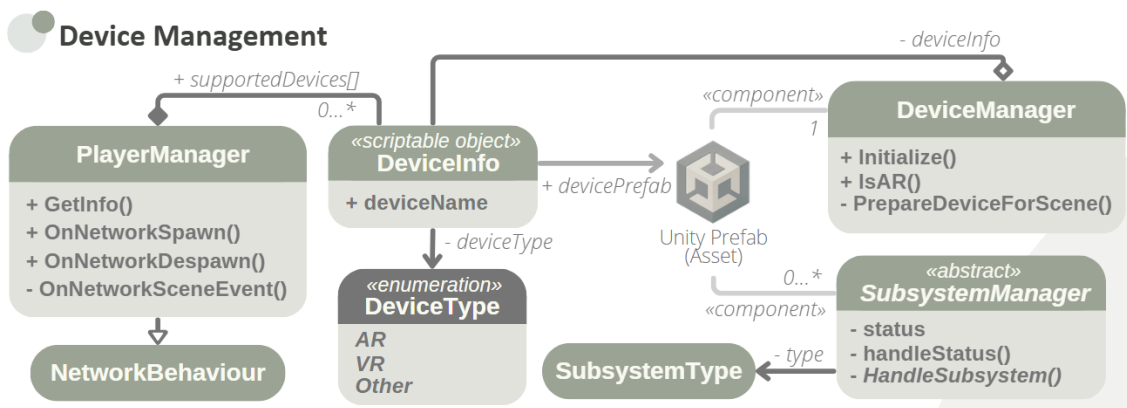 Device Management
- deviceInfo
+ supportedDevices[]
0...*
«component»
1
PlayerManager
+ GetInfo()
+ OnNetworkSpawn()
+ OnNetworkDespawn()
- OnNetworkSceneEvent()
NetworkBehaviour
«scriptable object»
DeviceInfo
+ deviceName
+ devicePrefab
- deviceType
«enumeration»
DeviceType
AR
VR
Other
Unity Prefab
(Asset)
DeviceManager
+ Initialize()
+ IsAR()
- PrepareDeviceForScene()
0...*
«component»
«abstract»
SubsystemManager
- status
- handleStatus()
- HandleSubsystem()
- type
SubsystemType